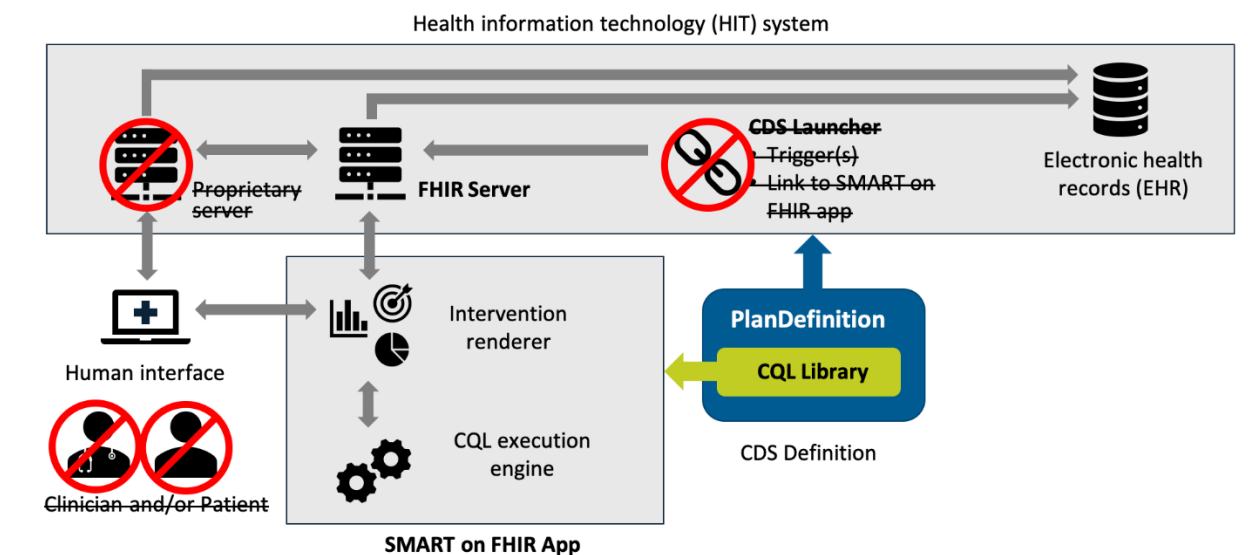 Health information technology (HIT) system
CDS Launcher
• Trigger(s)
• Link to SMART on
FHIR app
Electronic health
records (EHR)
Proprietary
server
FHIR Server
Intervention
renderer
PlanDefinition
CQL Library
Human interface
CQL execution
engine
CDS Definition
Clinician and/or Patient
SMART on FHIR App